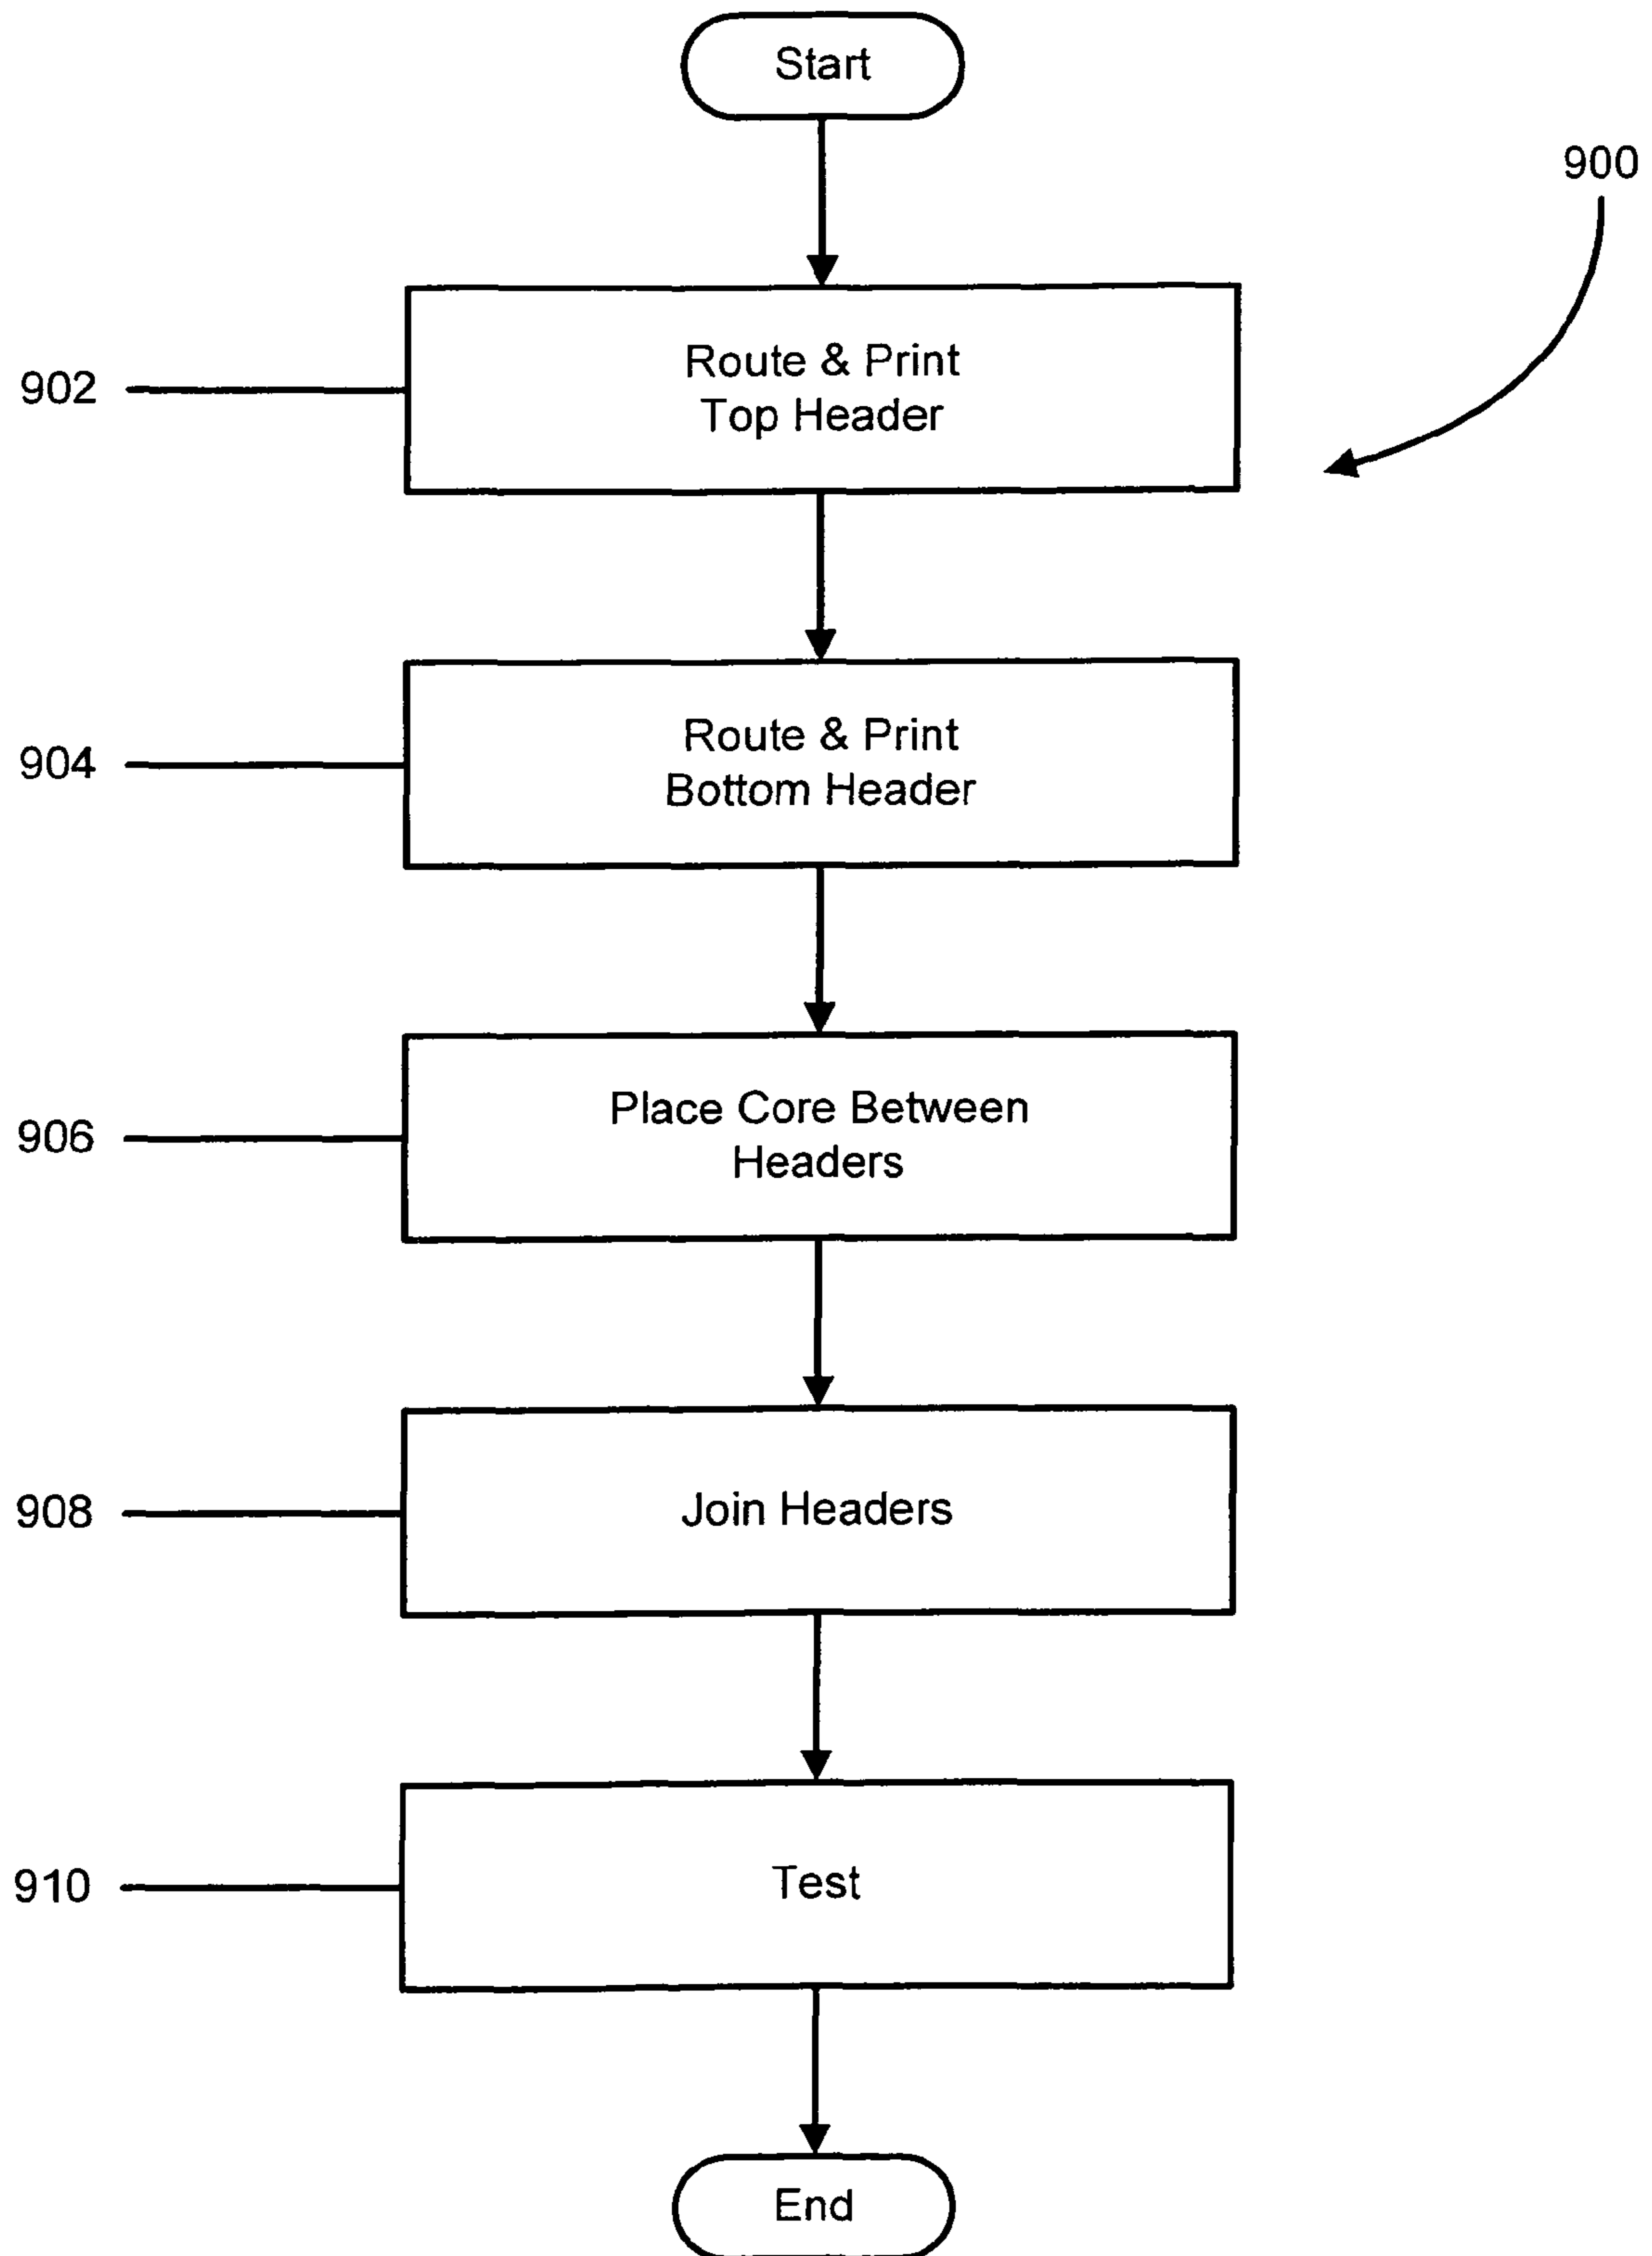 Start
900
902
Route & Print
Top Header
904
Route & Print
Bottom Header
906
Place Core Between
Headers
908
Join Headers
910
Test
End